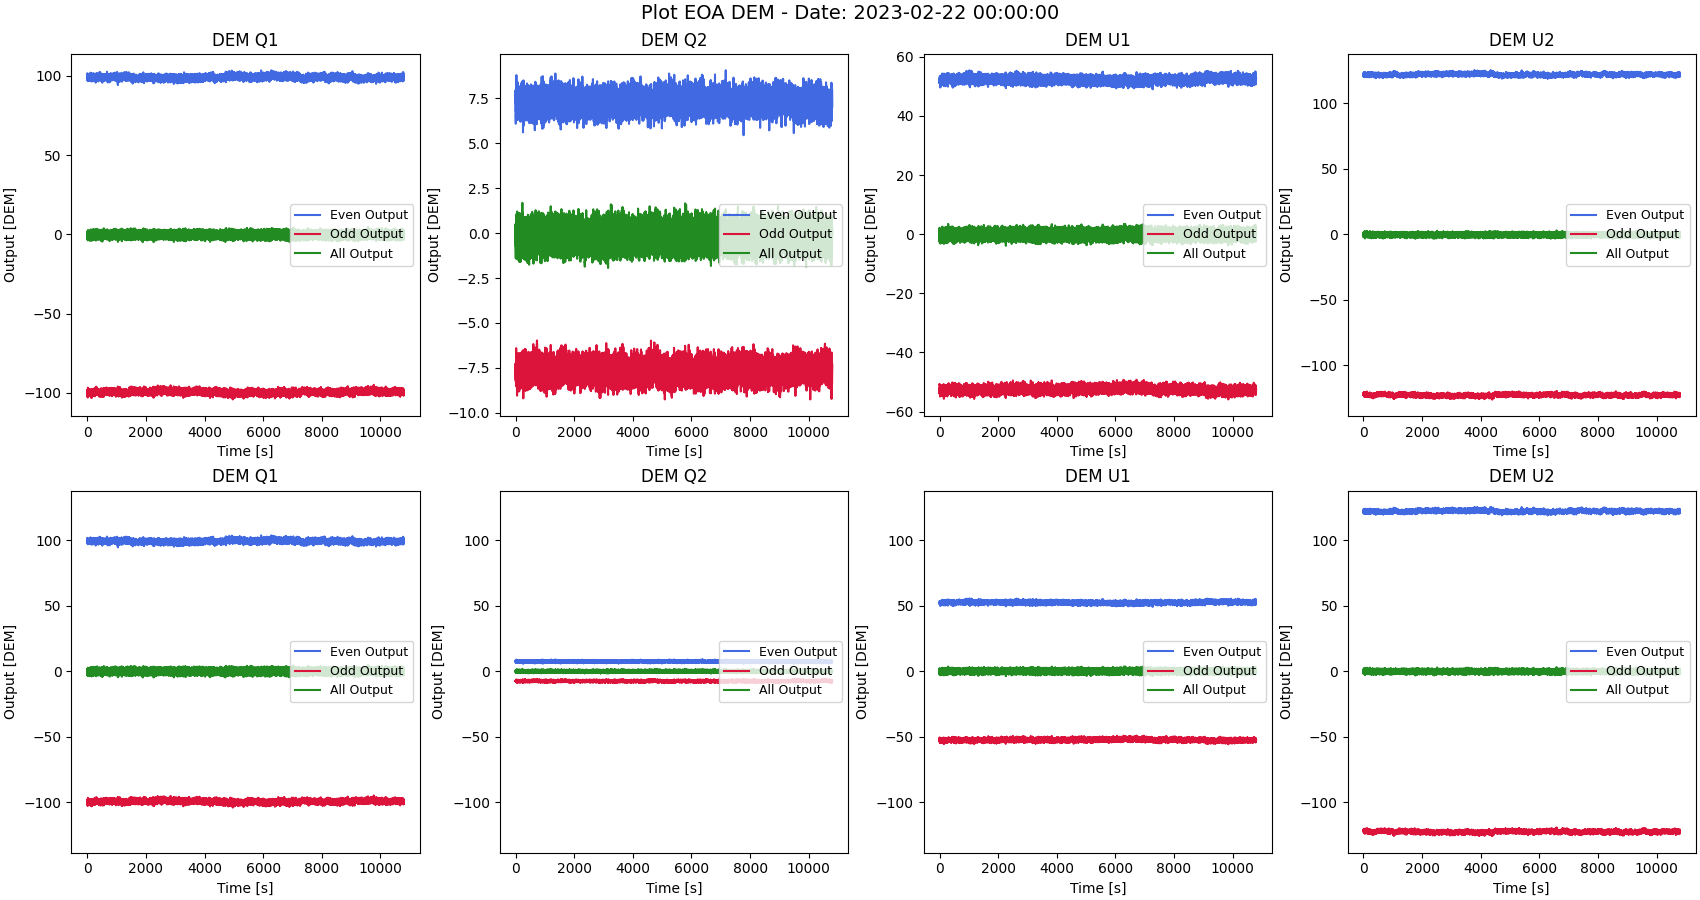 Plot EOA DEM - Date: 2023-02-22 00:00:00
DEM Q1
Output [DEM]
100
50
0
−50
−100
Even Output
Odd Output
All Output
0 2000 4000 6000 8000 10000
Time [s]
DEM Q2
Output [DEM]
7.5
5.0
2.5
0.0
−2.5
−5.0
−7.5
−10.0
Even Output
Odd Output
All Output
0 2000 4000 6000 8000 10000
Time [s]
DEM U1
Output [DEM]
60
40
20
0
−20
−40
−60
Even Output
Odd Output
All Output
0 2000 4000 6000 8000 10000
Time [s]
DEM U2
Output [DEM]
100
50
0
−50
−100
Even Output
Odd Output
All Output
0 2000 4000 6000 8000 10000
Time [s]
DEM Q1
Output [DEM]
100
50
0
−50
−100
Even Output
Odd Output
All Output
0 2000 4000 6000 8000 10000
Time [s]
DEM Q2
Output [DEM]
100
50
0
−50
−100
Even Output
Odd Output
All Output
0 2000 4000 6000 8000 10000
Time [s]
DEM U1
Output [DEM]
100
50
0
−50
−100
Even Output
Odd Output
All Output
0 2000 4000 6000 8000 10000
Time [s]
DEM U2
Output [DEM]
100
50
0
−50
−100
Even Output
Odd Output
All Output
0 2000 4000 6000 8000 10000
Time [s]